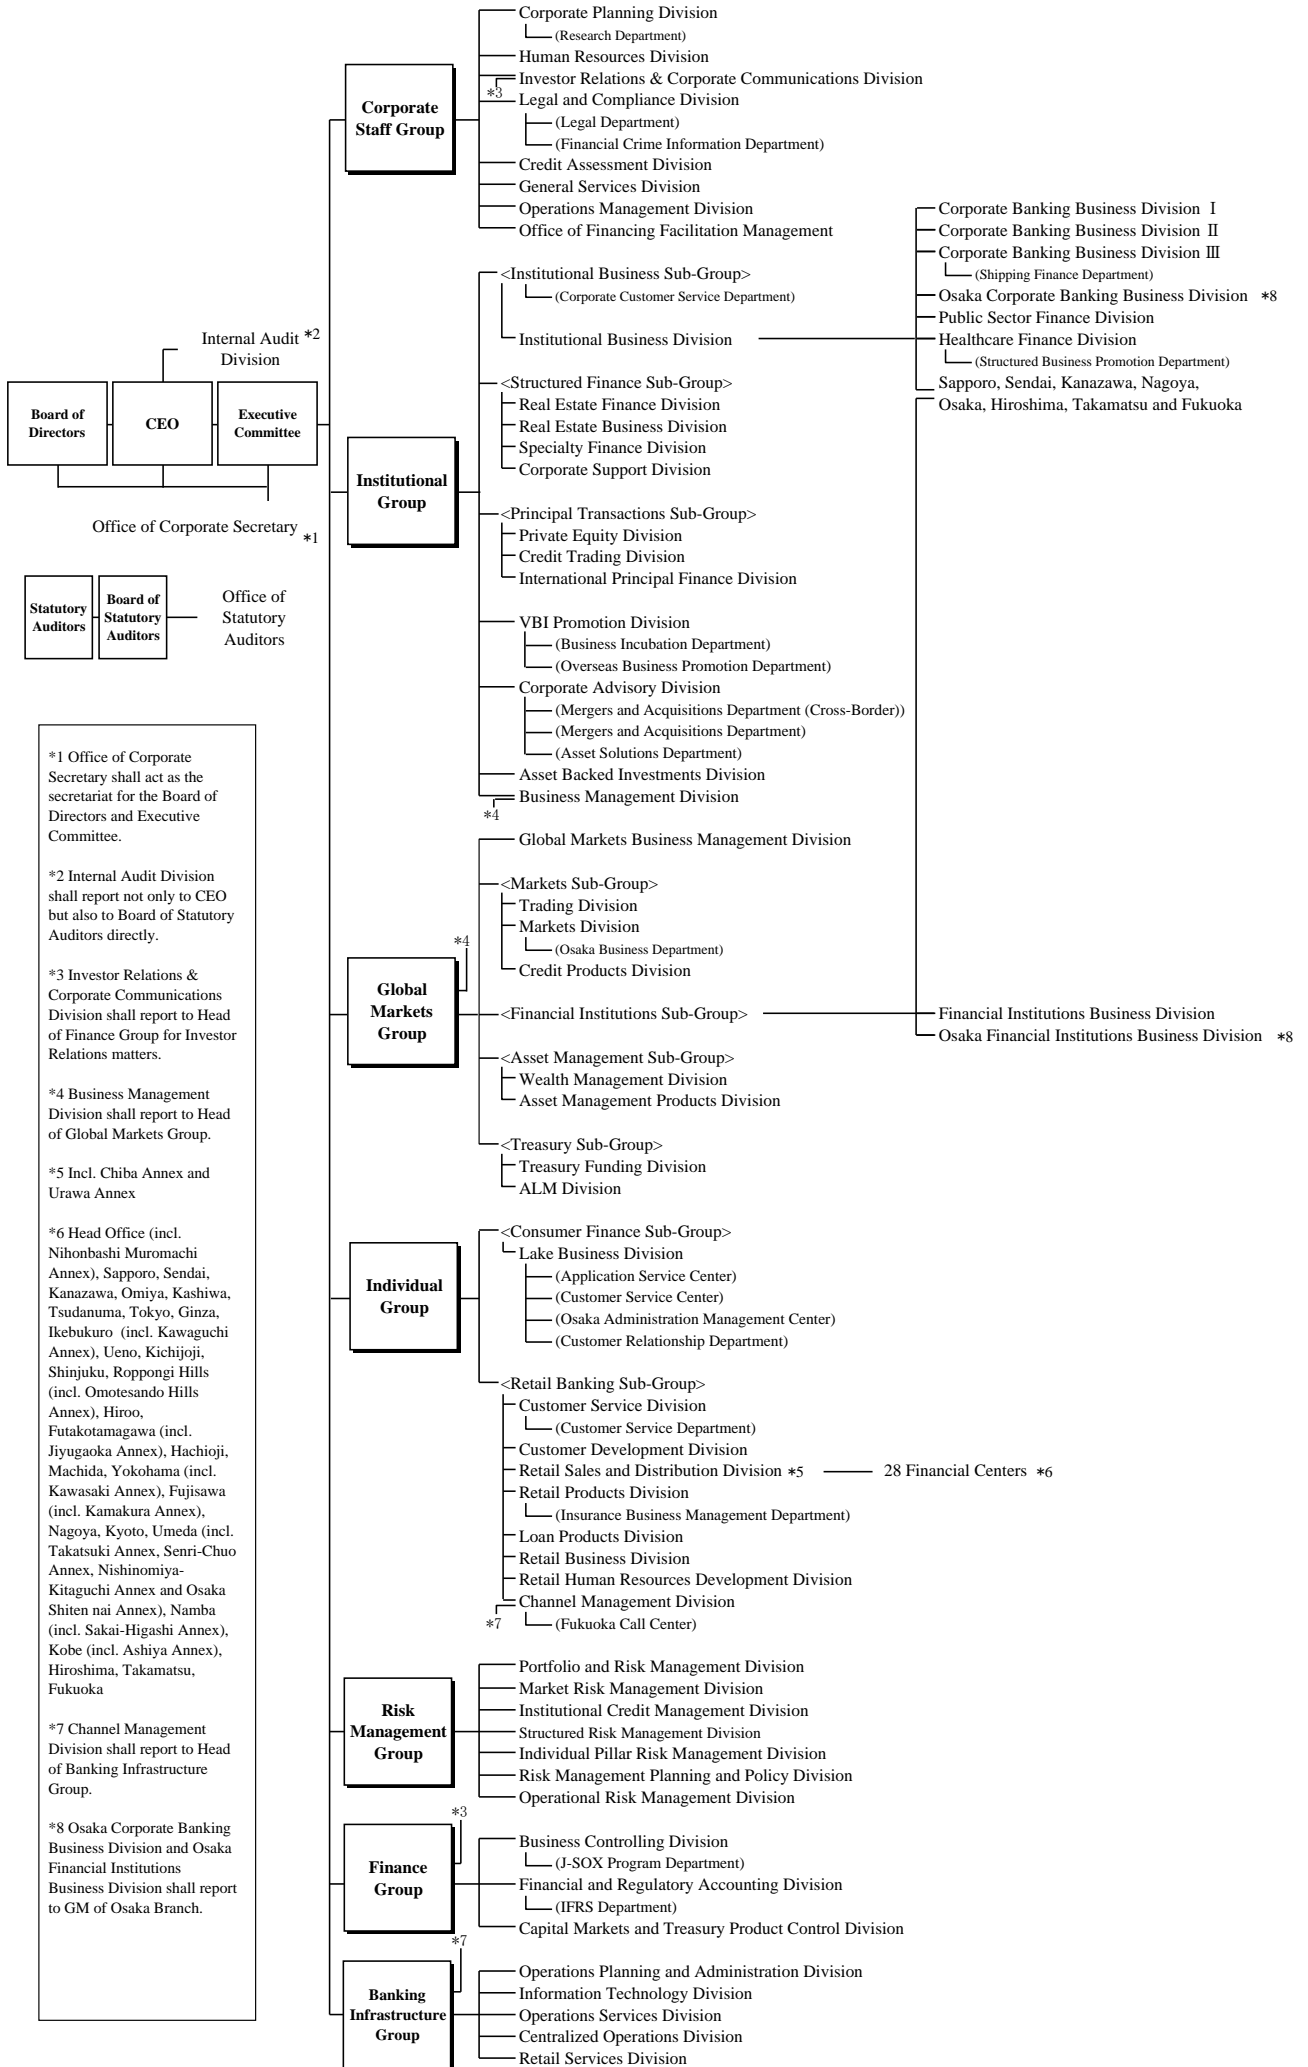 Corporate Planning Division
(Research Department)
Human Resources Division
Investor Relations & Corporate Communications Division
*3
Legal and Compliance Division
(Legal Department)
(Financial Crime Information Department)
Credit Assessment Division
General Services Division
Operations Management Division
Office of Financing Facilitation Management
Corporate
Staff Group
<Institutional Business Sub-Group>
(Corporate Customer Service Department)
Institutional Business Division
Corporate Banking Business Division Ⅰ
Corporate Banking Business Division Ⅱ
Corporate Banking Business Division Ⅲ
(Shipping Finance Department)
Osaka Corporate Banking Business Division *8
Public Sector Finance Division
Healthcare Finance Division
(Structured Business Promotion Department)
Sapporo, Sendai, Kanazawa, Nagoya,
Osaka, Hiroshima, Takamatsu and Fukuoka
Internal Audit *2
Division
Board of
Directors
CEO
Executive
Committee
Office of Corporate Secretary *1
Statutory
Auditors
Board of
Statutory
Auditors
Office of
Statutory
Auditors
Institutional
Group
<Structured Finance Sub-Group>
Real Estate Finance Division
Real Estate Business Division
Specialty Finance Division
Corporate Support Division
<Principal Transactions Sub-Group>
Private Equity Division
Credit Trading Division
International Principal Finance Division
VBI Promotion Division
(Business Incubation Department)
(Overseas Business Promotion Department)
Corporate Advisory Division
(Mergers and Acquisitions Department (Cross-Border))
(Mergers and Acquisitions Department)
(Asset Solutions Department)
Asset Backed Investments Division
Business Management Division
*4
Global
Markets
Group
*4
Global Markets Business Management Division
<Markets Sub-Group>
Trading Division
Markets Division
(Osaka Business Department)
Credit Products Division
<Financial Institutions Sub-Group>
Financial Institutions Business Division
Osaka Financial Institutions Business Division *8
<Asset Management Sub-Group>
Wealth Management Division
Asset Management Products Division
<Treasury Sub-Group>
Treasury Funding Division
ALM Division
Individual
Group
<Consumer Finance Sub-Group>
Lake Business Division
(Application Service Center)
(Customer Service Center)
(Osaka Administration Management Center)
(Customer Relationship Department)
<Retail Banking Sub-Group>
Customer Service Division
(Customer Service Department)
Customer Development Division
Retail Sales and Distribution Division *5
28 Financial Centers *6
Retail Products Division
(Insurance Business Management Department)
Loan Products Division
Retail Business Division
Retail Human Resources Development Division
Channel Management Division
*7
(Fukuoka Call Center)
Risk
Management
Group
Portfolio and Risk Management Division
Market Risk Management Division
Institutional Credit Management Division
Structured Risk Management Division
Individual Pillar Risk Management Division
Risk Management Planning and Policy Division
Operational Risk Management Division
*3
Finance
Group
Business Controlling Division
(J-SOX Program Department)
Financial and Regulatory Accounting Division
(IFRS Department)
Capital Markets and Treasury Product Control Division
*7
Banking
Infrastructure
Group
Operations Planning and Administration Division
Information Technology Division
Operations Services Division
Centralized Operations Division
Retail Services Division
*1 Office of Corporate
Secretary shall act as the
secretariat for the Board of
Directors and Executive
Committee.
*2 Internal Audit Division
shall report not only to CEO
but also to Board of Statutory
Auditors directly.
*3 Investor Relations &
Corporate Communications
Division shall report to Head
of Finance Group for Investor
Relations matters.
*4 Business Management
Division shall report to Head
of Global Markets Group.
*5 Incl. Chiba Annex and
Urawa Annex
*6 Head Office (incl.
Nihonbashi Muromachi
Annex), Sapporo, Sendai,
Kanazawa, Omiya, Kashiwa,
Tsudanuma, Tokyo, Ginza,
Ikebukuro (incl. Kawaguchi
Annex), Ueno, Kichijoji,
Shinjuku, Roppongi Hills
(incl. Omotesando Hills
Annex), Hiroo,
Futakotamagawa (incl.
Jiyugaoka Annex), Hachioji,
Machida, Yokohama (incl.
Kawasaki Annex), Fujisawa
(incl. Kamakura Annex),
Nagoya, Kyoto, Umeda (incl.
Takatsuki Annex, Senri-Chuo
Annex, Nishinomiya-
Kitaguchi Annex and Osaka
Shiten nai Annex), Namba
(incl. Sakai-Higashi Annex),
Kobe (incl. Ashiya Annex),
Hiroshima, Takamatsu,
Fukuoka
*7 Channel Management
Division shall report to Head
of Banking Infrastructure
Group.
*8 Osaka Corporate Banking
Business Division and Osaka
Financial Institutions
Business Division shall report
to GM of Osaka Branch.